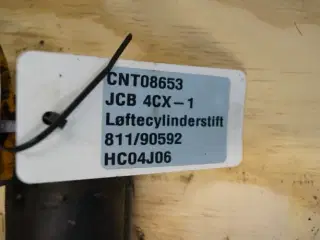 CNT08653
JCB 4CX-1
Løftecylinderstift
811/90592
HC04J06